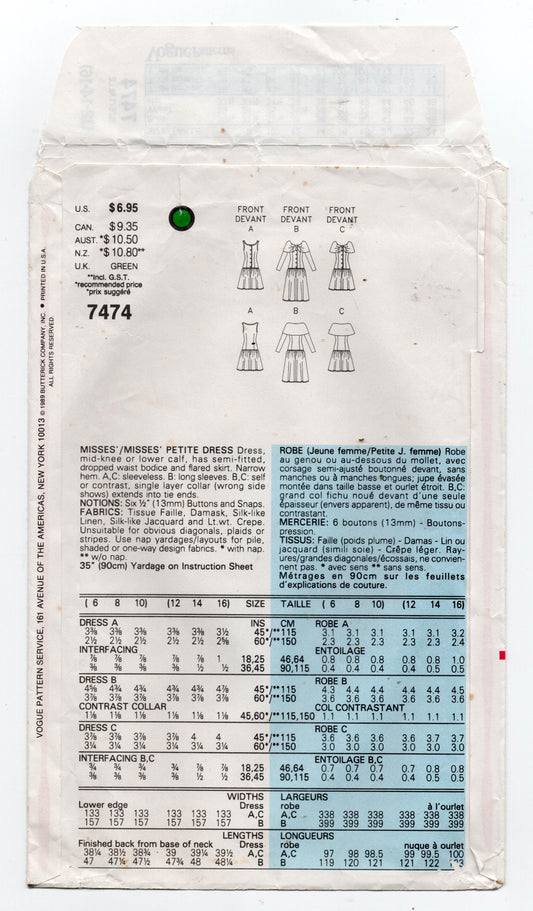 Vogue Patterns
7474
U.S. $6.95
CAN. $9.35
AUST. *$10.50
N.Z. *$10.80**
U.K. GREEN
**Incl. G.S.T.
*recommended price
*prix suggéré
7474
FRONT FRONT FRONT
DEVANT DEVANT DEVANT
A B C
A B C
VOGUE PATTERN SERVICE, 161 AVENUE OF THE AMERICAS, NEW YORK 10013 © 1989 BUTTERICK COMPANY, INC. ● PRINTED IN U.S.A.
ALL RIGHTS RESERVED.
MISSES'/MISSES' PETITE DRESS Dress,
mid-knee or lower calf, has semi-fitted,
dropped waist bodice and flared skirt. Narrow
hem. A,C: sleeveless. B: long sleeves. B,C: self
or contrast, single layer collar (wrong side
shows) extends into tie ends.
NOTIONS: Six ½" (13mm) Buttons and Snaps.
FABRICS: Tissue Faille, Damask, Silk-like
Linen, Silk-like Jacquard and Lt.wt. Crepe.
Unsuitable for obvious diagonals, plaids or
stripes. Use nap yardages/layouts for pile,
shaded or one-way design fabrics. * with nap.
** w/o nap.
35" (90cm) Yardage on Instruction Sheet
ROBE (Jeune femme/Petite J. femme) Robe
au genou ou au-dessous du mollet, avec
corsage semi-ajusté boutonné devant, sans
manches ou à manches longues; jupe évasée
montée dans taille basse et ourlet étroit. B,C:
grand col fichu noué devant d'une seule
épaisseur (envers apparent), de même tissu ou
contrastant.
MERCERIE: 6 boutons (13mm) - Boutons-
pression.
TISSUS: Faille (poids plume) - Damas - Lin ou
jacquard (simili soie) - Crêpe léger. Ray-
ures/grandes diagonales/écossais, ne convien-
nent pas. * avec sens ** sans sens.
Métrages en 90cm sur les feuillets
d'explications de couture.
( 6 8 10) (12 14 16) SIZE TAILLE ( 6 8 10) (12 14 16)
DRESS A INS CM ROBE A
3⅜ 3⅜ 3⅜ 3⅜ 3⅜ 3½ 45*/**115 3.1 3.1 3.1 3.1 3.1 3.2
2½ 2½ 2½ 2½ 2½ 2⅝ 60*/**150 2.3 2.3 2.3 2.3 2.3 2.4
INTERFACING ENTOILAGE
⅞ ⅞ ⅞ ⅞ ⅞ 1 18,25 46,64 0.8 0.8 0.8 0.8 0.8 1.0
⅜ ⅜ ⅜ ⅜ ½ ½ 36,45 90,115 0.4 0.4 0.4 0.4 0.5 0.5
DRESS B ROBE B
4⅝ 4¾ 4¾ 4¾ 4¾ 4⅞ 45*/**115 4.3 4.4 4.4 4.4 4.4 4.5
3⅞ 3⅞ 3⅞ 3⅞ 3⅞ 3⅞ 60*/**150 3.6 3.6 3.6 3.6 3.6 3.6
CONTRAST COLLAR COL CONTRASTANT
1⅛ 1⅛ 1⅛ 1⅛ 1⅛ 1⅛ 45,60*/**115,150 1.1 1.1 1.1 1.1 1.1 1.1
DRESS C ROBE C
3⅞ 3⅞ 3⅞ 3⅞ 4 4 45*/**115 3.6 3.6 3.6 3.6 3.7 3.7
3¼ 3¼ 3¼ 3¼ 3¼ 3¼ 60*/**150 3.0 3.0 3.0 3.0 3.0 3.0
INTERFACING B,C ENTOILAGE B,C
¾ ¾ ¾ ¾ ⅞ ⅞ 18,25 46,64 0.7 0.7 0.7 0.7 0.8 0.8
⅜ ⅜ ⅜ ⅜ ½ ½ 36,45 90,115 0.4 0.4 0.4 0.4 0.5 0.5
WIDTHS LARGEURS
Lower edge Dress robe à l'ourlet
133 133 133 133 133 133 A,C A,C 338 338 338 338 338 338
157 157 157 157 157 157 B B 399 399 399 399 399 399
LENGTHS LONGUEURS
Finished back from base of neck Dress robe nuque à ourlet
38¼ 38½ 38¾ 39 39¼ 39½ A,C A,C 97 98 98.5 99 99.5 100
47 47¼ 47½ 47¾ 48 48¼ B B 119 120 121 121 122